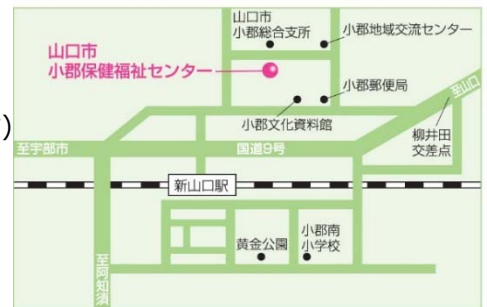 山口市
小郡総合支所
小郡地域交流センター
山口市
小郡保健福祉センター
小郡郵便局
至山口
)
小郡文化資料館
柳井田
交差点
至宇部市
国道9号
新山口駅
黄金公園
小郡南
小学校
至阿知須